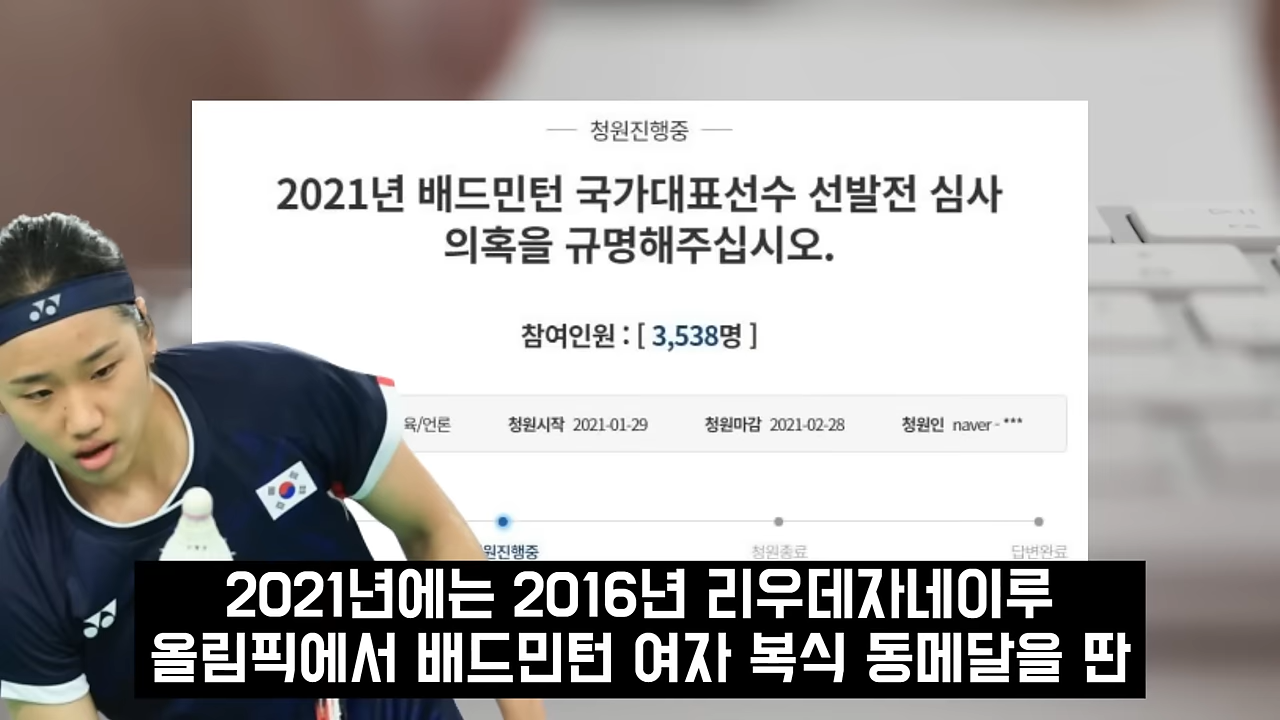 청원진행중
2021년 배드민턴 국가대표선수 선발전 심사
의혹을 규명해주십시오.
참여인원 : [ 3,538명 ]
육/언론 청원시작 2021-01-29 청원마감 2021-02-28 청원인 naver - ***
원진행중 청원종료 답변완료
2021년에는 2016년 리우데자네이루
올림픽에서 배드민턴 여자 복식 동메달을 딴